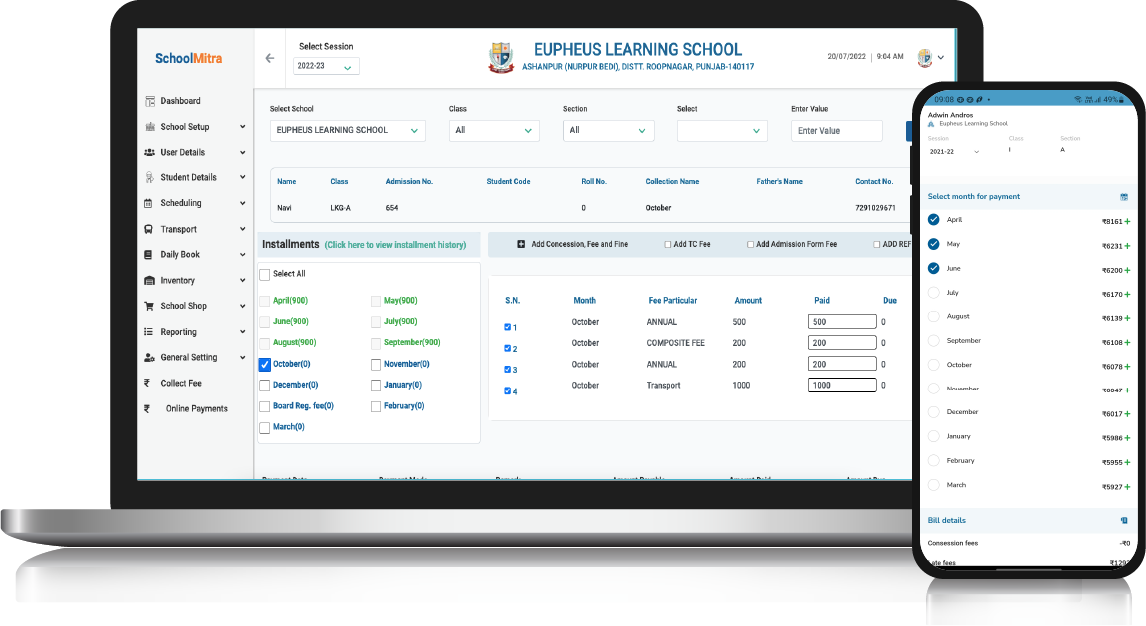 SchoolMitra
Select Session
2022-23
EUPHEUS LEARNING SCHOOL
ASHANPUR (NURPUR BEDI), DISTT. ROOPNAGAR, PUNJAB-140117
20/07/2022 | 9:04 AM
Dashboard
School Setup
User Details
Student Details
Scheduling
Transport
Daily Book
Inventory
School Shop
Reporting
General Setting
₹ Collect Fee
₹ Online Payments
Select School Class Section Select Enter Value
EUPHEUS LEARNING SCHOOL All All Enter Value
Name Class Admission No. Student Code Roll No. Collection Name Father's Name Contact No.
Navi LKG-A 654 0 October 7291029671
Installments (Click here to view installment history)
Select All
April(900) May(900)
June(900) July(900)
August(900) September(900)
October(0) November(0)
December(0) January(0)
Board Reg. fee(0) February(0)
March(0)
Add Concession, Fee and Fine Add TC Fee Add Admission Form Fee ADD REF
S.N. Month Fee Particular Amount Paid Due
1 October ANNUAL 500 500 0
2 October COMPOSITE FEE 200 200 0
3 October ANNUAL 200 200 0
4 October Transport 1000 1000 0
09:08 49%
Adwin Andros
Eupheus Learning School
Session Class Section
2021-22 I A
Select month for payment
April ₹8161 +
May ₹6231 +
June ₹6200 +
July ₹6170 +
August ₹6139 +
September ₹6108 +
October ₹6078 +
November
December ₹6017 +
January ₹5986 +
February ₹5955 +
March ₹5927 +
Bill details
Consession fees -₹0